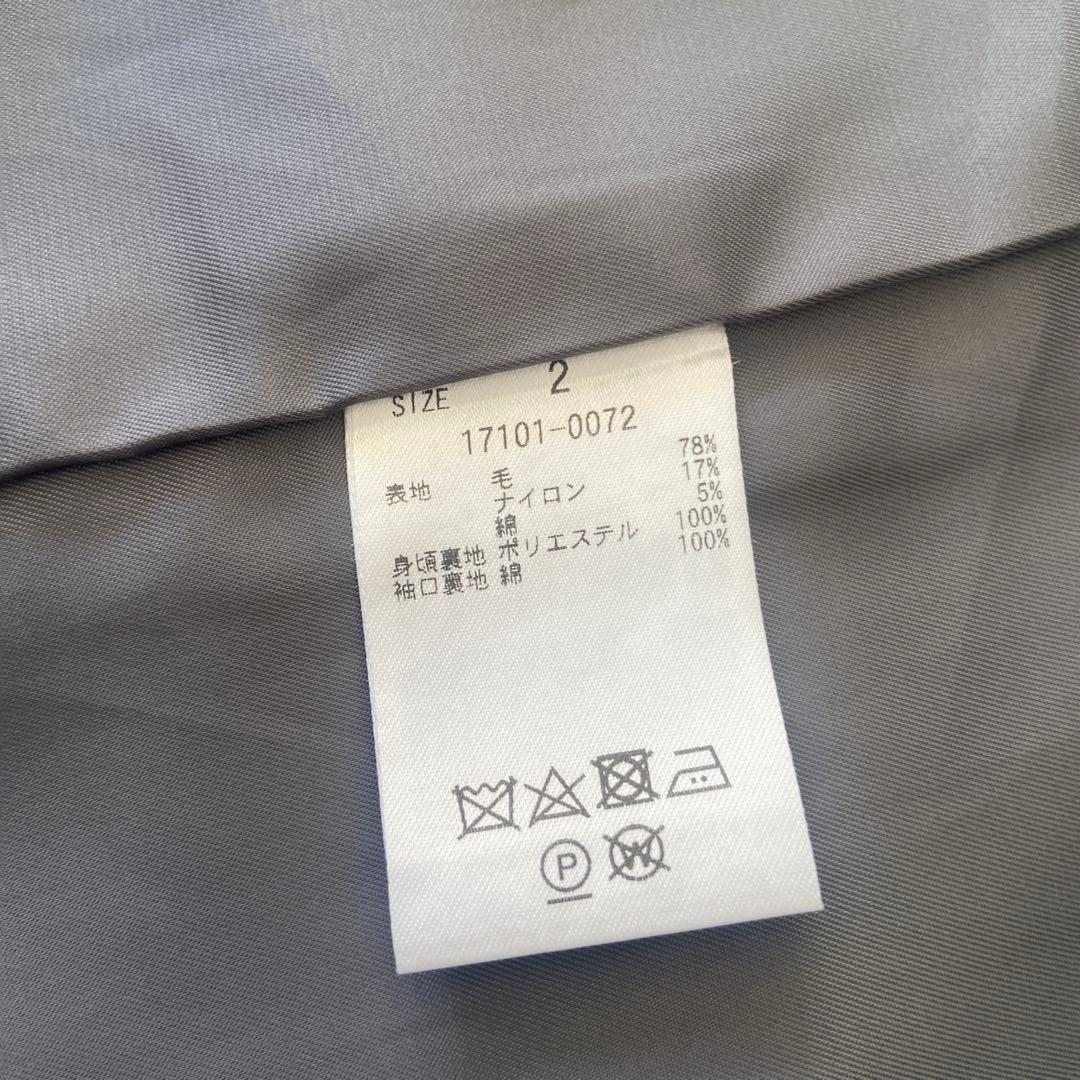 SIZE 2
17101-0072
表地 毛 78%
ナイロン 17%
綿 5%
身頃裏地 ポリエステル 100%
袖口裏地 綿 100%
P
W